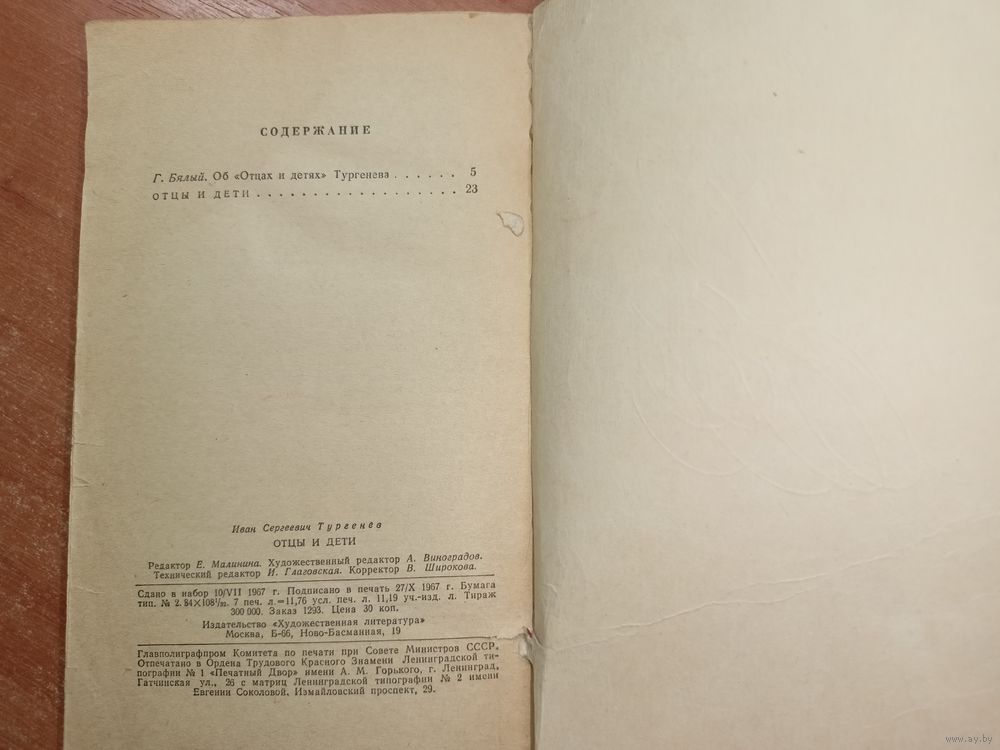 СОДЕРЖАНИЕ
Г. Бялый. Об «Отцах и детях» Тургенева . . . . . . 5
ОТЦЫ И ДЕТИ . . . . . . . . . . . . . . . . . . 23
Иван Сергеевич Тургенев
ОТЦЫ И ДЕТИ
Редактор Е. Малинина. Художественный редактор А. Виноградов.
Технический редактор И. Глаговская. Корректор В. Широкова.
Сдано в набор 10/VII 1967 г. Подписано в печать 27/X 1967 г. Бумага
тип. № 2. 84×108¹/₃₂. 7 печ. л.=11,76 усл. печ. л. 11,19 уч.-изд. л. Тираж
300 000. Заказ 1293. Цена 30 коп.
Издательство «Художественная литература»
Москва, Б-66, Ново-Басманная, 19
Главполиграфпром Комитета по печати при Совете Министров СССР.
Отпечатано в Ордена Трудового Красного Знамени Ленинградской ти-
пографии № 1 «Печатный Двор» имени А. М. Горького, г. Ленинград,
Гатчинская ул., 26 с матриц Ленинградской типографии № 2 имени
Евгении Соколовой, Измайловский проспект, 29.
www.ay.by